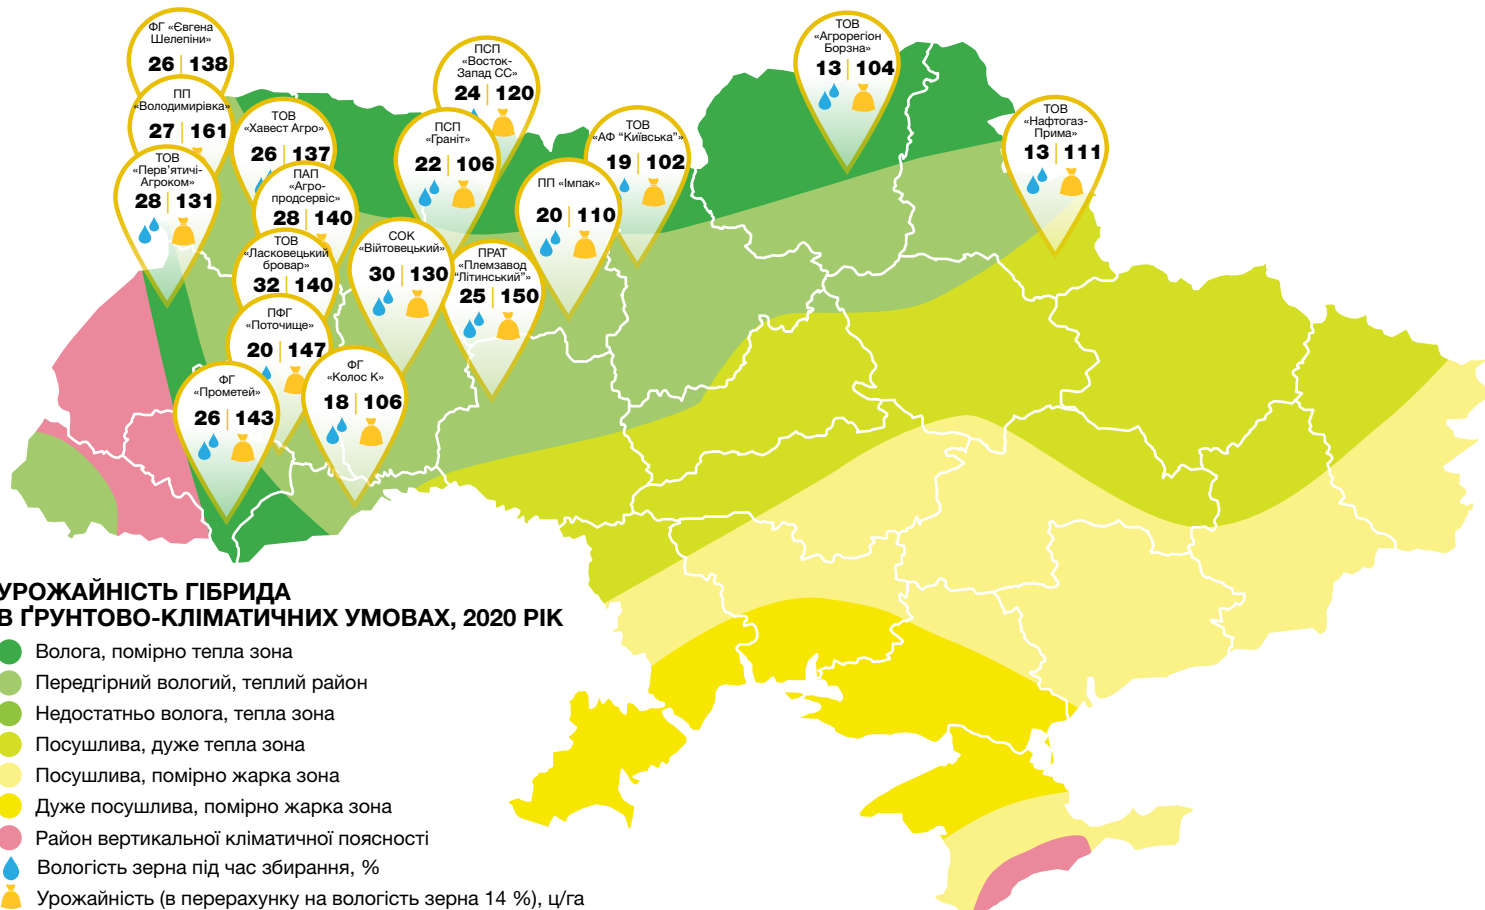 ФГ «Євгена
Шелепіни»
26 | 138
ПП
«Володимирівка»
27 | 161
ТОВ
«Перв’ятичі-
Агроком»
28 | 131
ТОВ
«Хавест Агро»
26 | 137
ПАП
«Агро-
продсервіс»
28 | 140
ТОВ
«Ласковецький
бровар»
32 | 140
ПФГ
«Поточище»
20 | 147
ФГ
«Прометей»
26 | 143
ФГ
«Колос К»
18 | 106
СОК
«Війтовецький»
30 | 130
ПСП
«Восток-
Запад СС»
24 | 120
ПСП
«Граніт»
22 | 106
ПРАТ
«Племзавод
"Літинський"»
25 | 150
ПП «Імпак»
20 | 110
ТОВ
«АФ "Київська"»
19 | 102
ТОВ
«Агрорегіон
Борзна»
13 | 104
ТОВ
«Нафтогаз-
Прима»
13 | 111
УРОЖАЙНІСТЬ ГІБРИДА
В ҐРУНТОВО-КЛІМАТИЧНИХ УМОВАХ, 2020 РІК
Волога, помірно тепла зона
Передгірний вологий, теплий район
Недостатньо волога, тепла зона
Посушлива, дуже тепла зона
Посушлива, помірно жарка зона
Дуже посушлива, помірно жарка зона
Район вертикальної кліматичної поясності
Вологість зерна під час збирання, %
Урожайність (в перерахунку на вологість зерна 14 %), ц/га